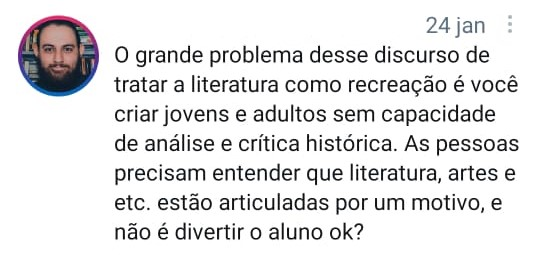 24 jan
O grande problema desse discurso de
tratar a literatura como recreação é você
criar jovens e adultos sem capacidade
de análise e crítica histórica. As pessoas
precisam entender que literatura, artes e
etc. estão articuladas por um motivo, e
não é divertir o aluno ok?